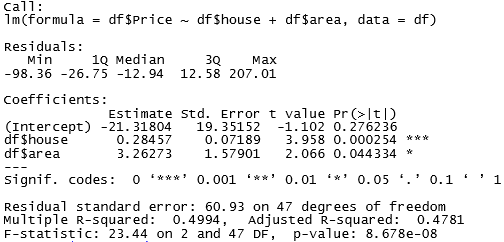 Call:
lm(formula = df$Price ~ df$house + df$area, data = df)
Residuals:
Min 1Q Median 3Q Max
-98.36 -26.75 -12.94 12.58 207.01
Coefficients:
Estimate Std. Error t value Pr(>|t|)
(Intercept) -21.31804 19.35152 -1.102 0.276236
df$house 0.28457 0.07189 3.958 0.000254 ***
df$area 3.26273 1.57901 2.066 0.044334 *
---
Signif. codes: 0 ‘***’ 0.001 ‘**’ 0.01 ‘*’ 0.05 ‘.’ 0.1 ‘ ’ 1
Residual standard error: 60.93 on 47 degrees of freedom
Multiple R-squared: 0.4994, Adjusted R-squared: 0.4781
F-statistic: 23.44 on 2 and 47 DF, p-value: 8.678e-08